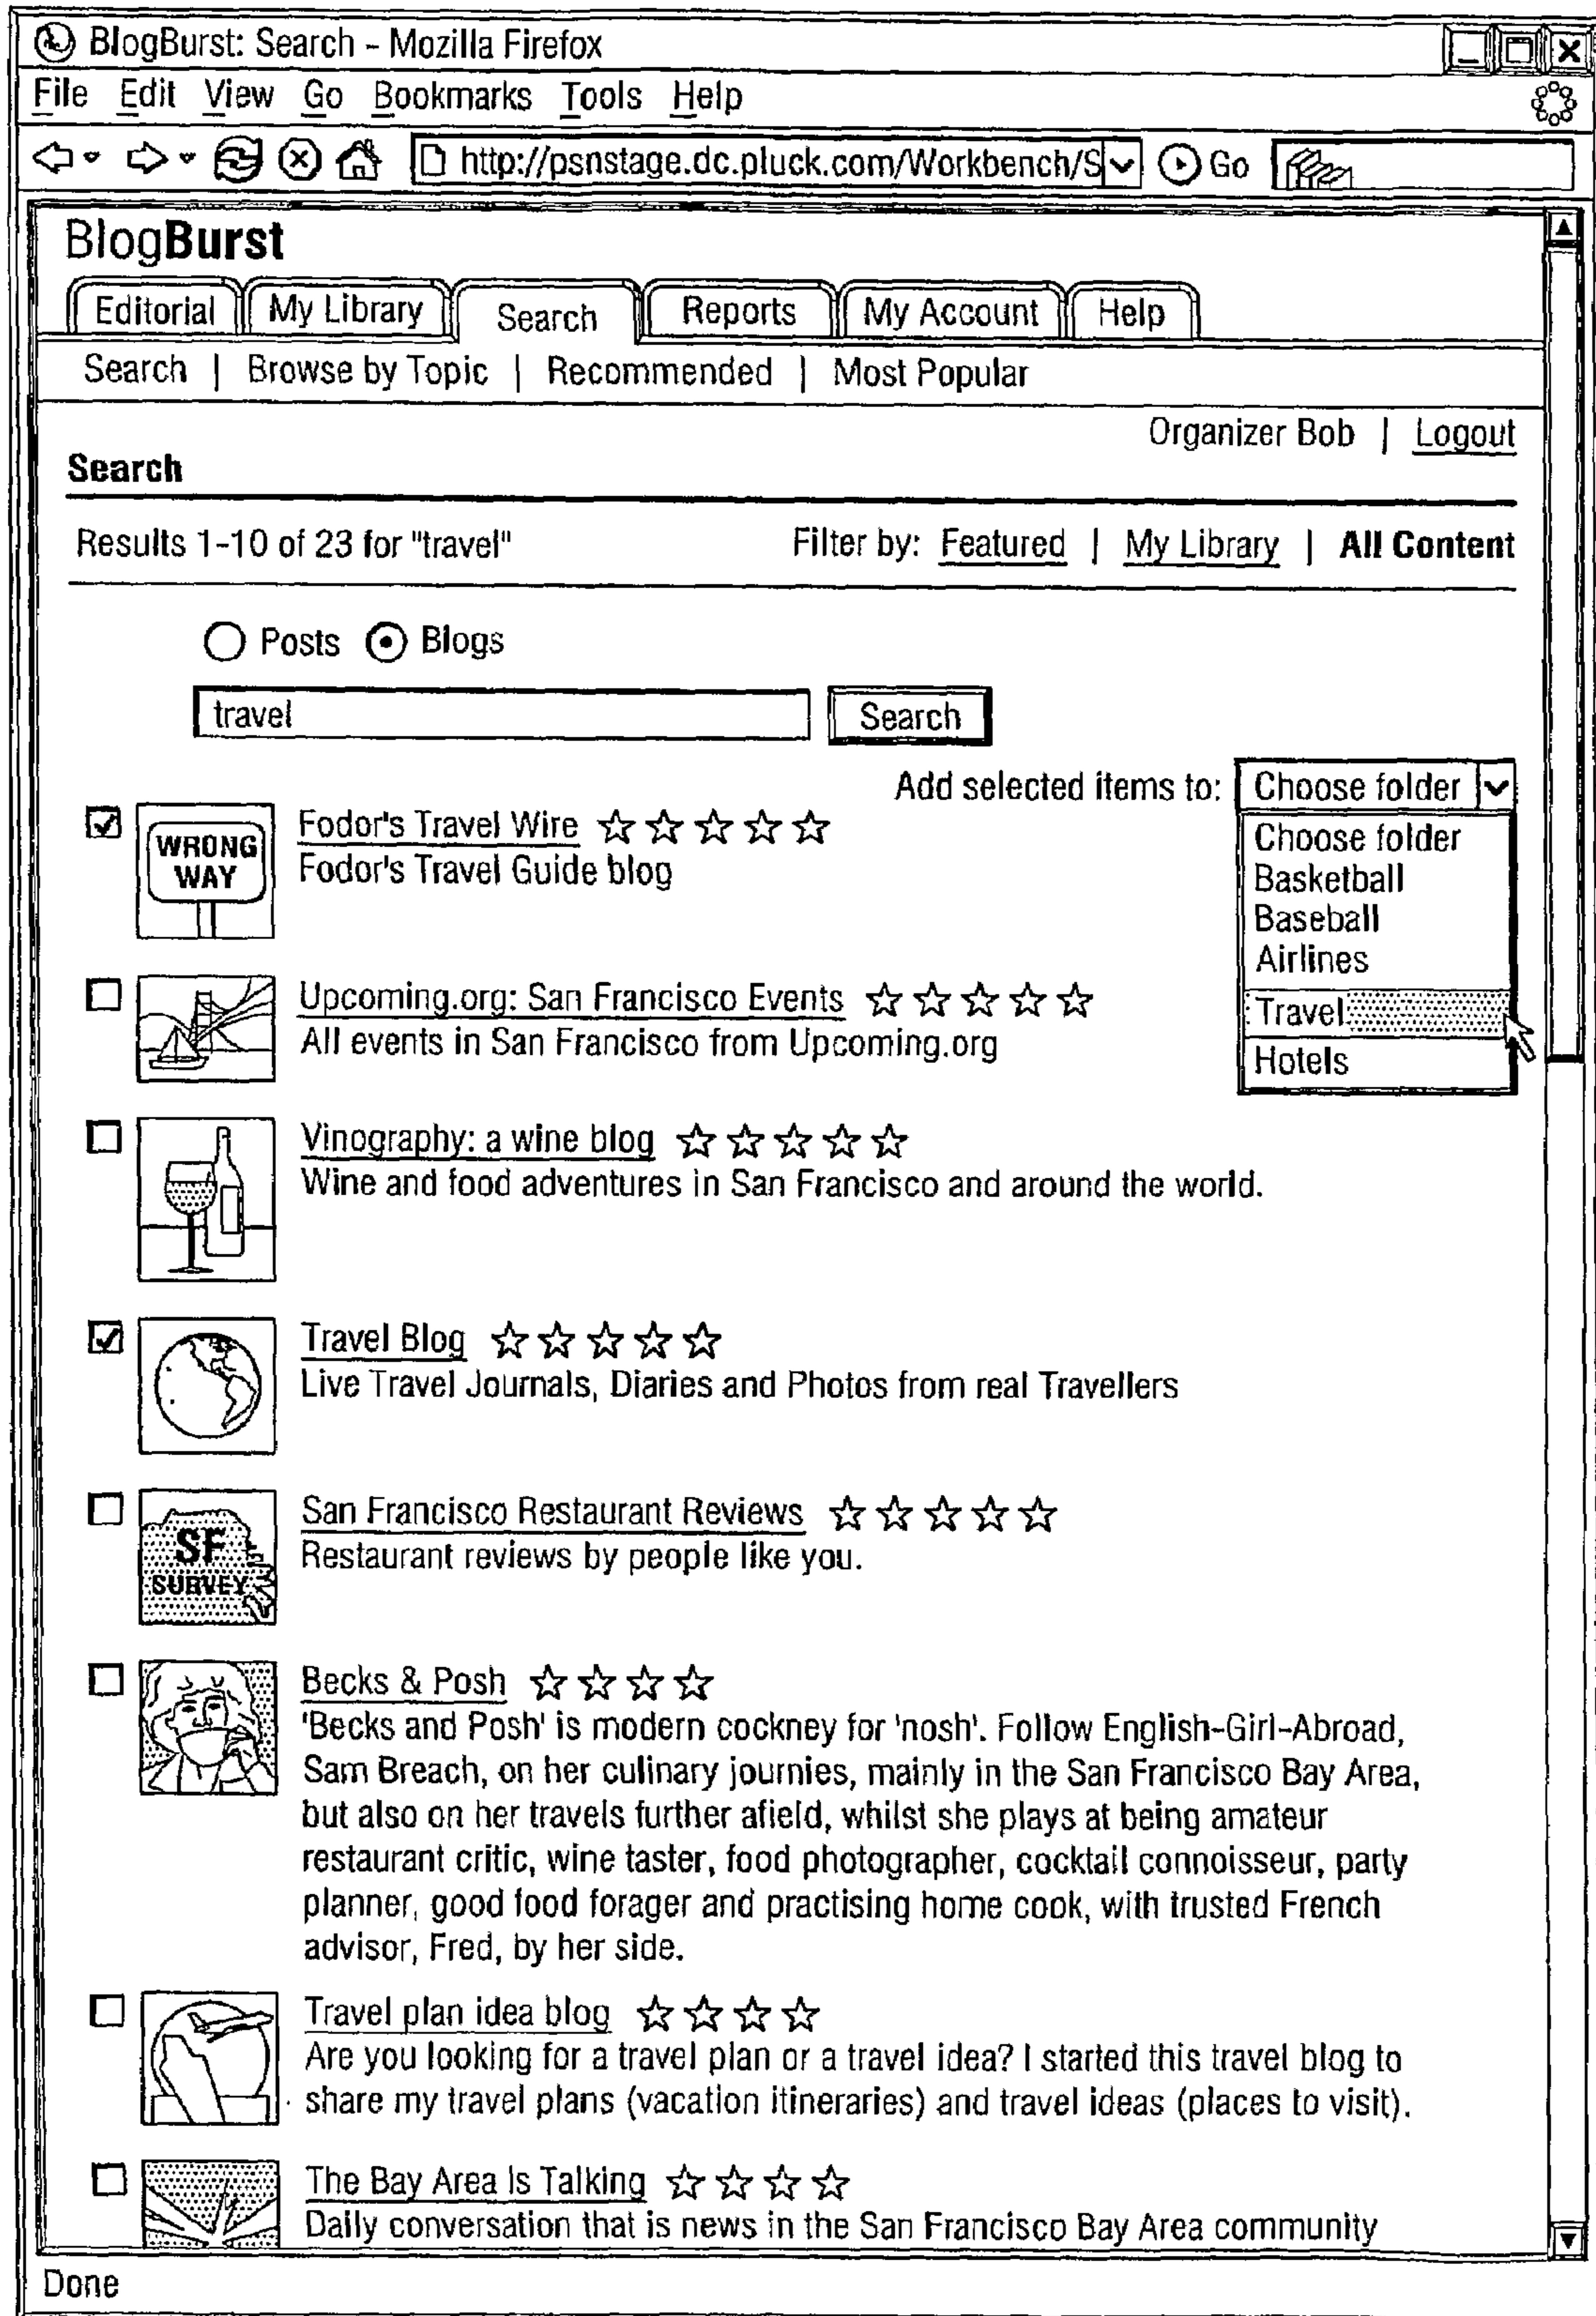 BlogBurst: Search - Mozilla Firefox
File Edit View Go Bookmarks Tools Help
http://psnstage.dc.pluck.com/Workbench/S Go
BlogBurst
Editorial My Library Search Reports My Account Help
Search | Browse by Topic | Recommended | Most Popular
Organizer Bob | Logout
Search
Results 1-10 of 23 for "travel" Filter by: Featured | My Library | All Content
Posts Blogs
travel Search
Add selected items to: Choose folder
Choose folder
Basketball
Baseball
Airlines
Travel
Hotels
WRONG
WAY
Fodor's Travel Wire
Fodor's Travel Guide blog
Upcoming.org: San Francisco Events
All events in San Francisco from Upcoming.org
Vinography: a wine blog
Wine and food adventures in San Francisco and around the world.
Travel Blog
Live Travel Journals, Diaries and Photos from real Travellers
SF
SURVEY
San Francisco Restaurant Reviews
Restaurant reviews by people like you.
Becks & Posh
'Becks and Posh' is modern cockney for 'nosh'. Follow English-Girl-Abroad,
Sam Breach, on her culinary journies, mainly in the San Francisco Bay Area,
but also on her travels further afield, whilst she plays at being amateur
restaurant critic, wine taster, food photographer, cocktail connoisseur, party
planner, good food forager and practising home cook, with trusted French
advisor, Fred, by her side.
Travel plan idea blog
Are you looking for a travel plan or a travel idea? I started this travel blog to
share my travel plans (vacation itineraries) and travel ideas (places to visit).
The Bay Area Is Talking
Daily conversation that is news in the San Francisco Bay Area community
Done